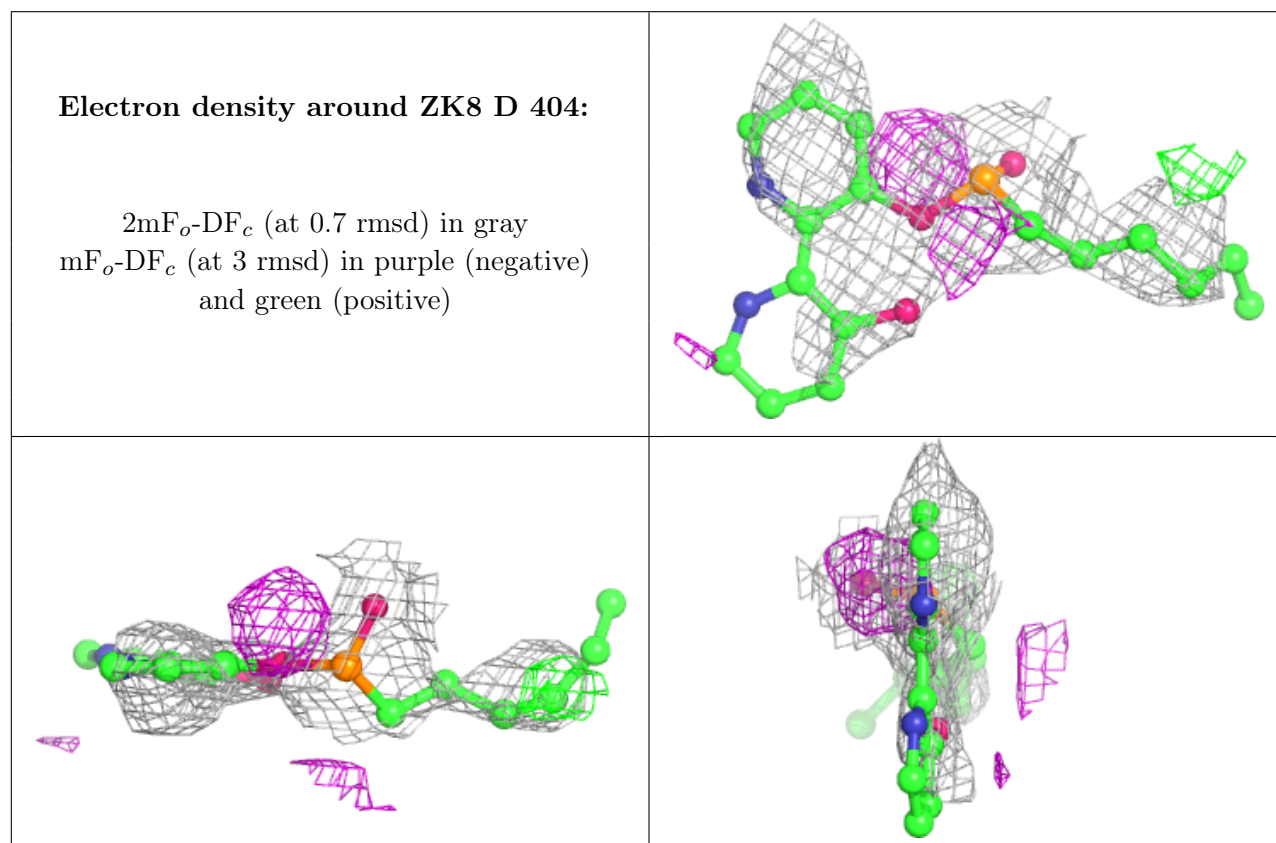 Electron density around ZK8 D 404:
2mFo-DFc (at 0.7 rmsd) in gray
mFo-DFc (at 3 rmsd) in purple (negative)
and green (positive)